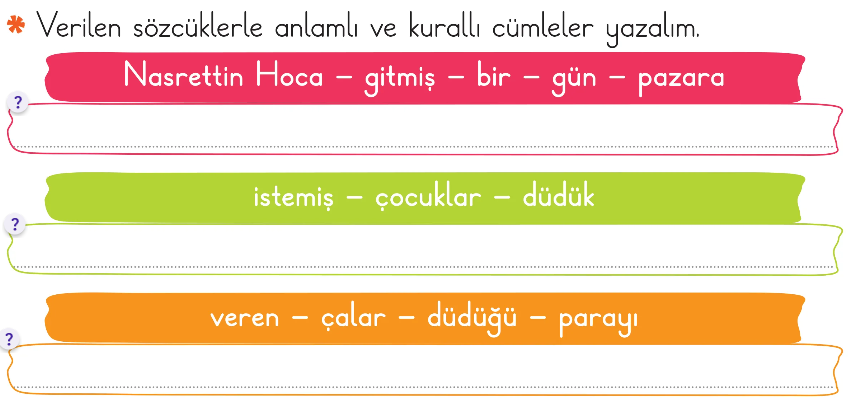 Verilen sözcüklerle anlamlı ve kurallı cümleler yazalım.
Nasrettin Hoca – gitmiş – bir – gün – pazara
?
istemiş – çocuklar – düdük
?
veren – çalar – düdüğü – parayı
?